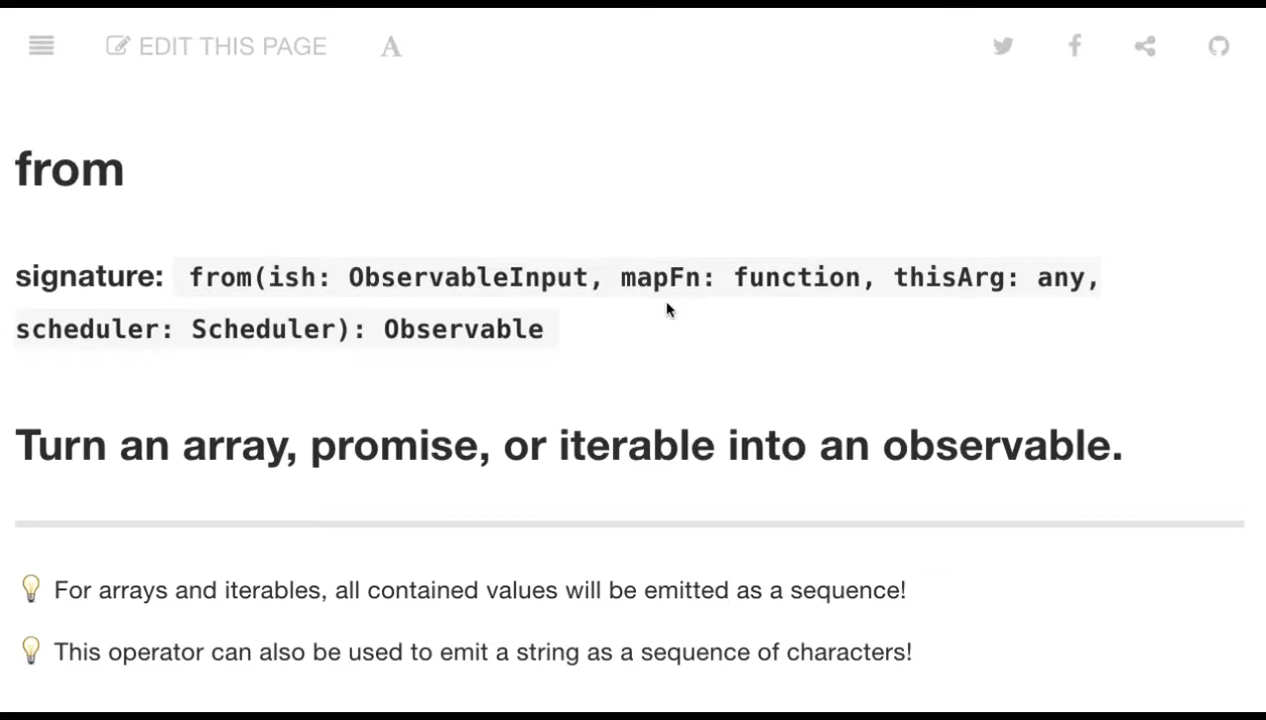 EDIT THIS PAGE A
from
signature: from(ish: ObservableInput, mapFn: function, thisArg: any,
scheduler: Scheduler): Observable
Turn an array, promise, or iterable into an observable.
For arrays and iterables, all contained values will be emitted as a sequence!
This operator can also be used to emit a string as a sequence of characters!